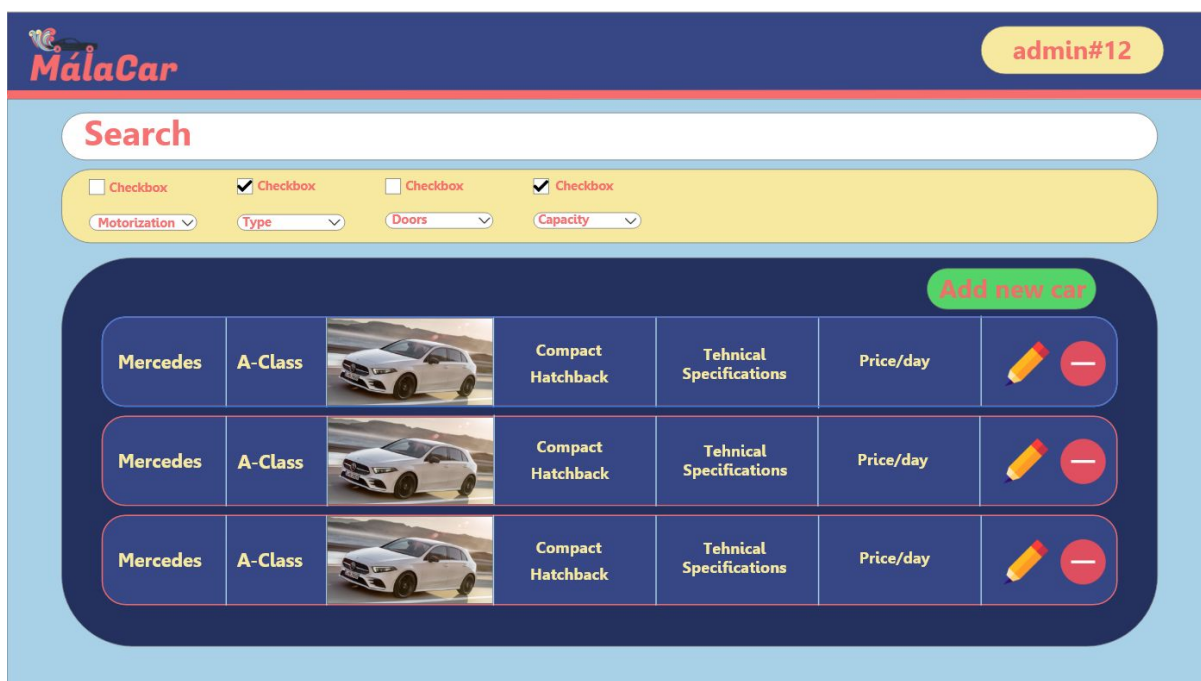 MálaCar
admin#12
Search
Checkbox Checkbox Checkbox Checkbox
Motorization Type Doors Capacity
Add new car
Mercedes A-Class Compact Hatchback Tehnical Specifications Price/day
Mercedes A-Class Compact Hatchback Tehnical Specifications Price/day
Mercedes A-Class Compact Hatchback Tehnical Specifications Price/day